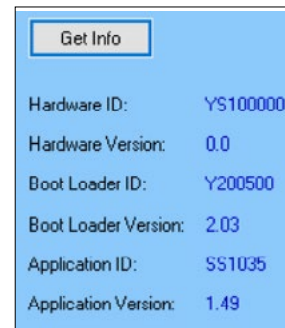 Get Info
Hardware ID: YS100000
Hardware Version: 0.0
Boot Loader ID: Y200500
Boot Loader Version: 2.03
Application ID: SS1035
Application Version: 1.49